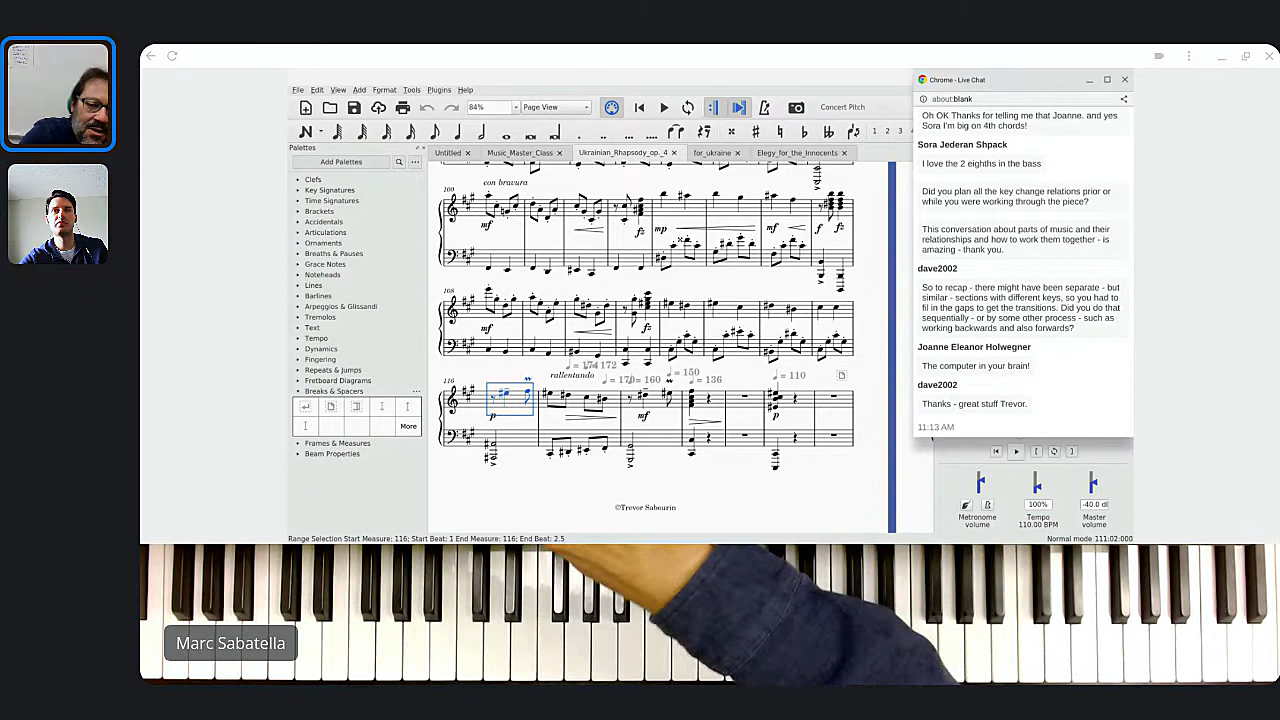 Chrome - Live Chat
File Edit View Add Format Tools Plugins Help
about:blank
84% Page View Concert Pitch
Oh OK Thanks for telling me that Joanne. and yes
Sora I'm big on 4th chords!
N 1 2 3
Sora Jederan Shpack
Palettes Untitled Music_Master_Class Ukrainian_Rhapsody_op._4 for_ukraine Elegy_for_the_Innocents
Add Palettes
I love the 2 eighths in the bass
Clefs
Key Signatures
Time Signatures
Brackets
Accidentals
Articulations
Ornaments
Breaths & Pauses
Grace Notes
Noteheads
Lines
Barlines
Arpeggios & Glissandi
Tremolos
Text
Tempo
Dynamics
Fingering
Repeats & Jumps
Fretboard Diagrams
Breaks & Spacers
More
Frames & Measures
Beam Properties
100 con bravura
mf fz mp mf f fz
108
mf fz
= 172
= 150
116 rallentando = 160 = 136 = 110
p mf p
©Trevor Sabourin
Did you plan all the key change relations prior or
while you were working through the piece?
This conversation about parts of music and their
relationships and how to work them together - is
amazing - thank you.
dave2002
So to recap - there might have been separate - but
similar - sections with different keys, so you had to
fil in the gaps to get the transitions. Did you do that
sequentially - or by some other process - such as
working backwards and also forwards?
Joanne Eleanor Holwegner
The computer in your brain!
dave2002
Thanks - great stuff Trevor.
11:13 AM
100% -40.0 dl
Metronome volume
Tempo 110.00 BPM
Master volume
Range Selection Start Measure: 116; Start Beat: 1 End Measure: 116; End Beat: 2.5
Normal mode 111:02:000
Marc Sabatella